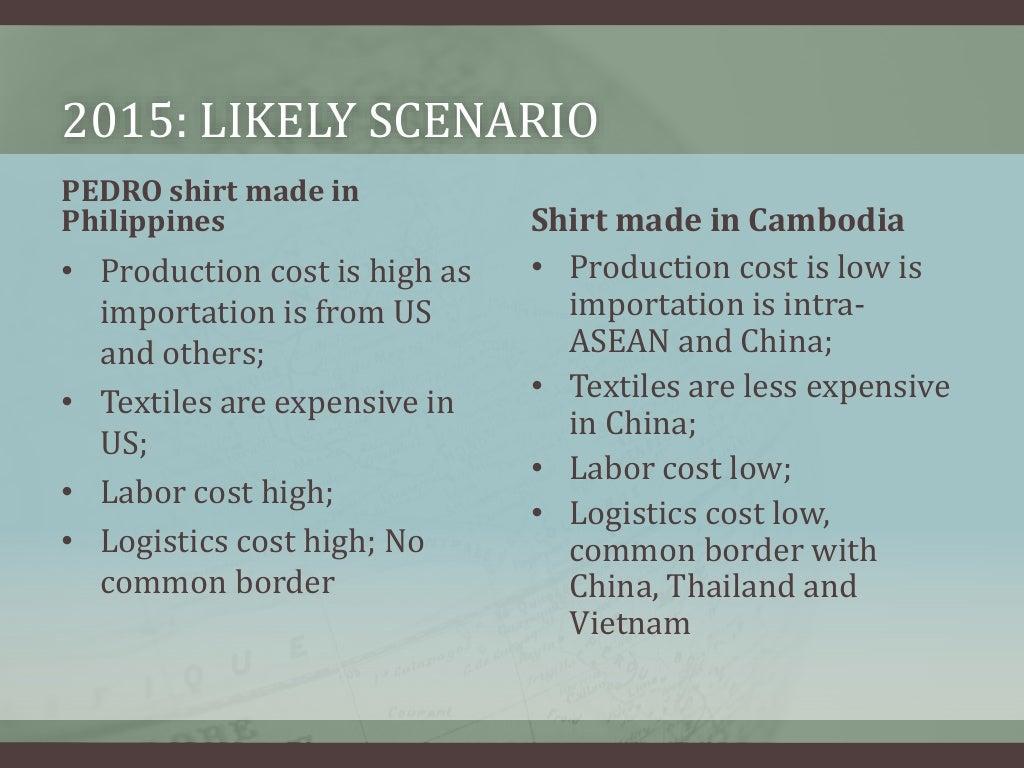 2015: LIKELY SCENARIO
PEDRO shirt made in
Philippines
• Production cost is high as
importation is from US
and others;
• Textiles are expensive in
US;
• Labor cost high;
• Logistics cost high; No
common border
Shirt made in Cambodia
• Production cost is low is
importation is intra-
ASEAN and China;
• Textiles are less expensive
in China;
• Labor cost low;
• Logistics cost low,
common border with
China, Thailand and
Vietnam